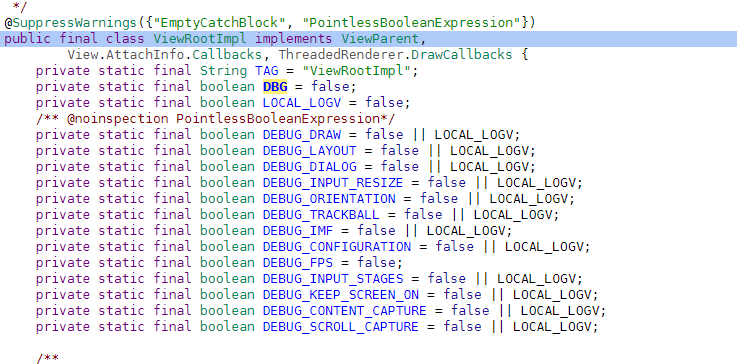 */
@SuppressWarnings({"EmptyCatchBlock", "PointlessBooleanExpression"})
public final class ViewRootImpl implements ViewParent,
        View.AttachInfo.Callbacks, ThreadedRenderer.DrawCallbacks {
    private static final String TAG = "ViewRootImpl";
    private static final boolean DBG = false;
    private static final boolean LOCAL_LOGV = false;
    /** @noinspection PointlessBooleanExpression*/
    private static final boolean DEBUG_DRAW = false || LOCAL_LOGV;
    private static final boolean DEBUG_LAYOUT = false || LOCAL_LOGV;
    private static final boolean DEBUG_DIALOG = false || LOCAL_LOGV;
    private static final boolean DEBUG_INPUT_RESIZE = false || LOCAL_LOGV;
    private static final boolean DEBUG_ORIENTATION = false || LOCAL_LOGV;
    private static final boolean DEBUG_TRACKBALL = false || LOCAL_LOGV;
    private static final boolean DEBUG_IMF = false || LOCAL_LOGV;
    private static final boolean DEBUG_CONFIGURATION = false || LOCAL_LOGV;
    private static final boolean DEBUG_FPS = false;
    private static final boolean DEBUG_INPUT_STAGES = false || LOCAL_LOGV;
    private static final boolean DEBUG_KEEP_SCREEN_ON = false || LOCAL_LOGV;
    private static final boolean DEBUG_CONTENT_CAPTURE = false || LOCAL_LOGV;
    private static final boolean DEBUG_SCROLL_CAPTURE = false || LOCAL_LOGV;
    /**